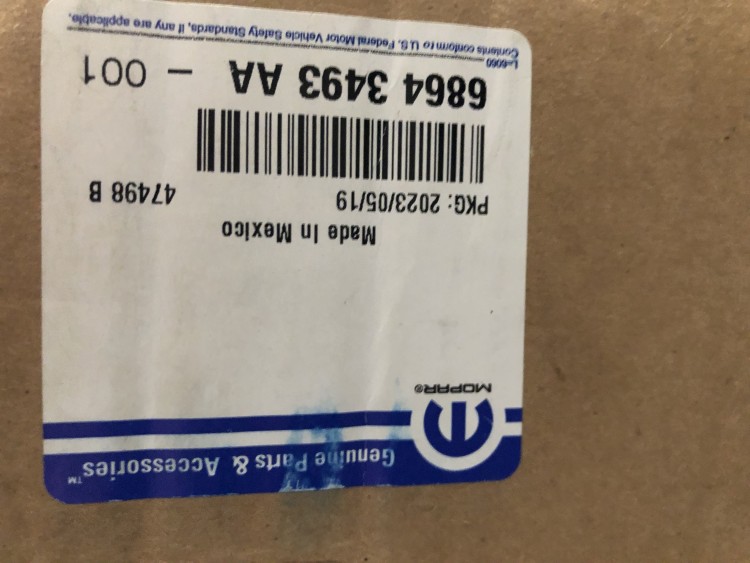 Genuine Parts & Accessories™
MOPAR®
Made In Mexico
PKG: 2023/05/19 47498 B
6864 3493 AA - 001
L-6060
Contents conform to U.S. Federal Motor Vehicle Safety Standards, if any are applicable.